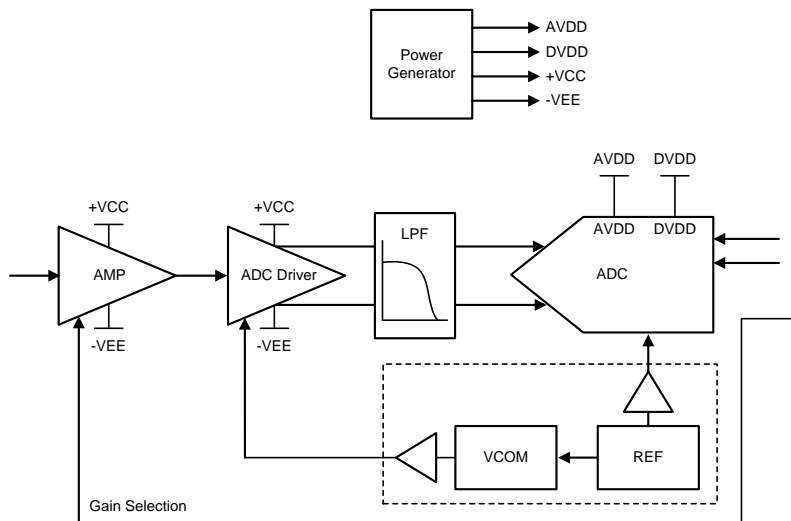 Power
Generator
AVDD
DVDD
+VCC
-VEE
AVDD DVDD
+VCC
+VCC
LPF
AVDD DVDD
AMP
ADC Driver
ADC
-VEE
-VEE
VCOM
REF
Gain Selection